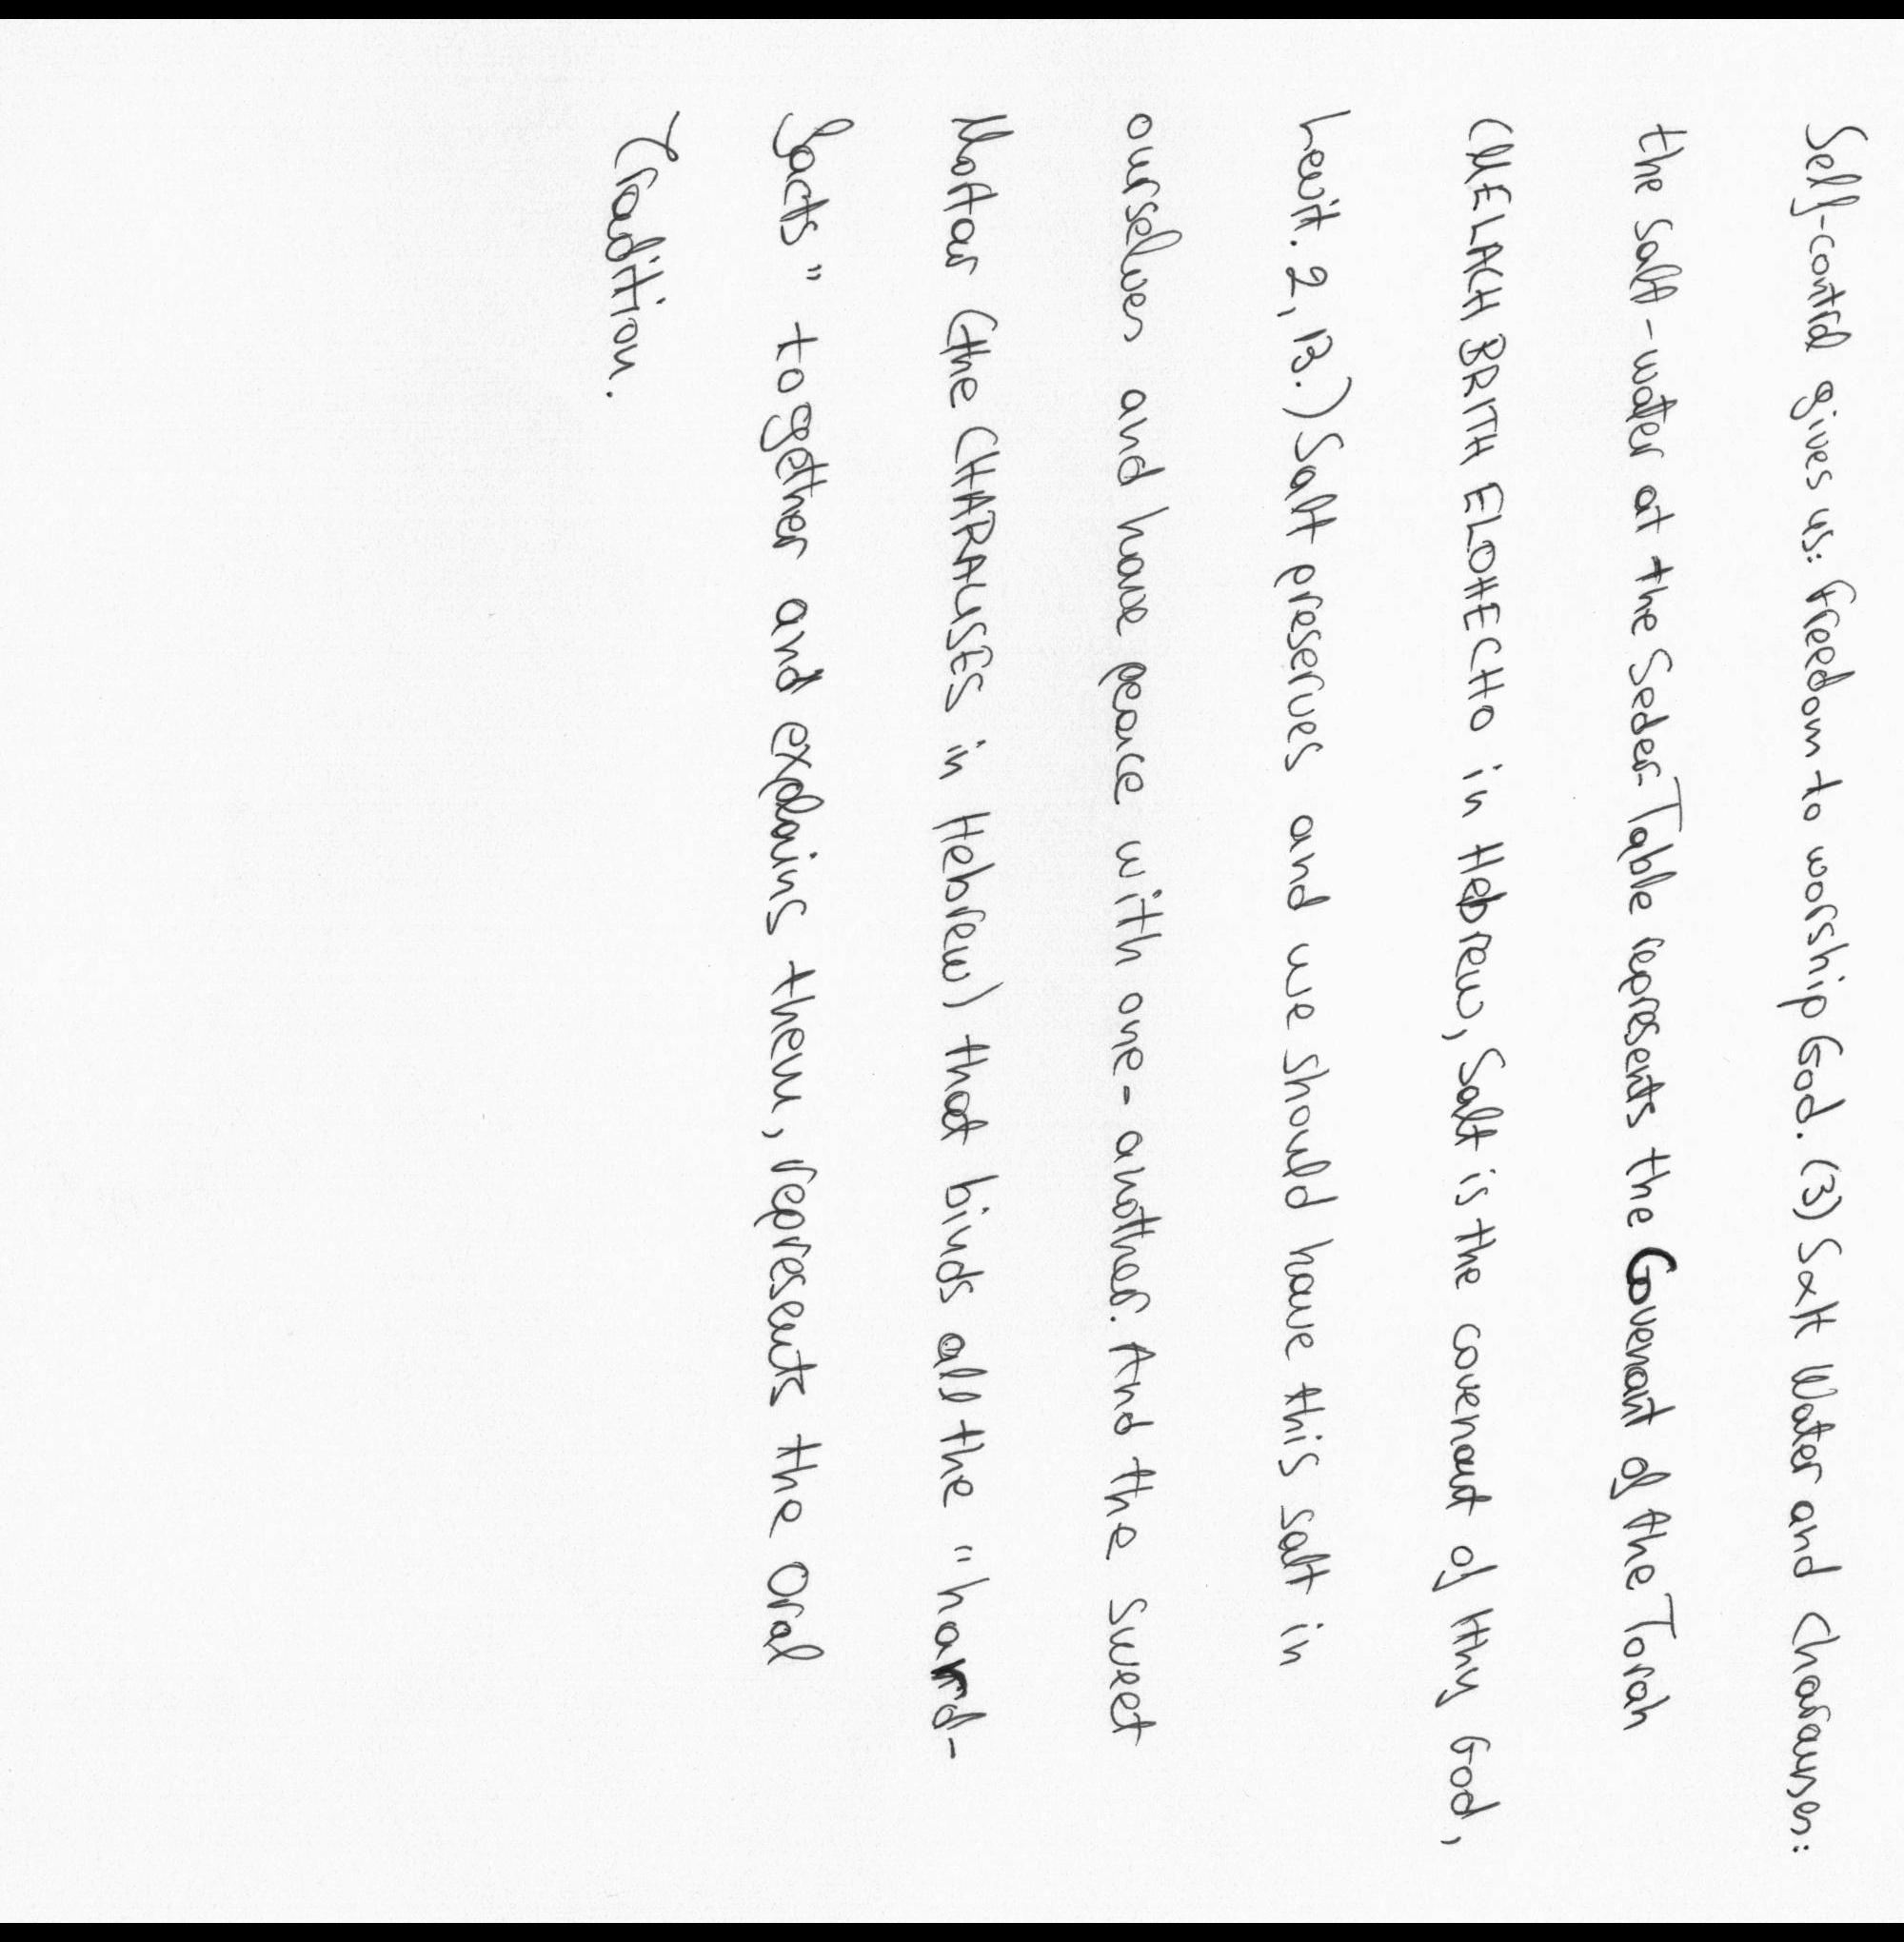 Self-control gives us: freedom to worship God. (3) Salt Water and Charauses:
the salt-water at the Seder-Table represents the Covenant of the Torah
(MELACH BRITH ELOHECHO in Hebrew, Salt is the covenant of thy God,
Levit. 2, 13.) Salt preserves and we should have this salt in
ourselves and have peace with one-another. And the sweet
Mortar (the CHARAUSES in Hebrew) that binds all the "hard-
facts" together and explains them, represents the oral
Tradition.